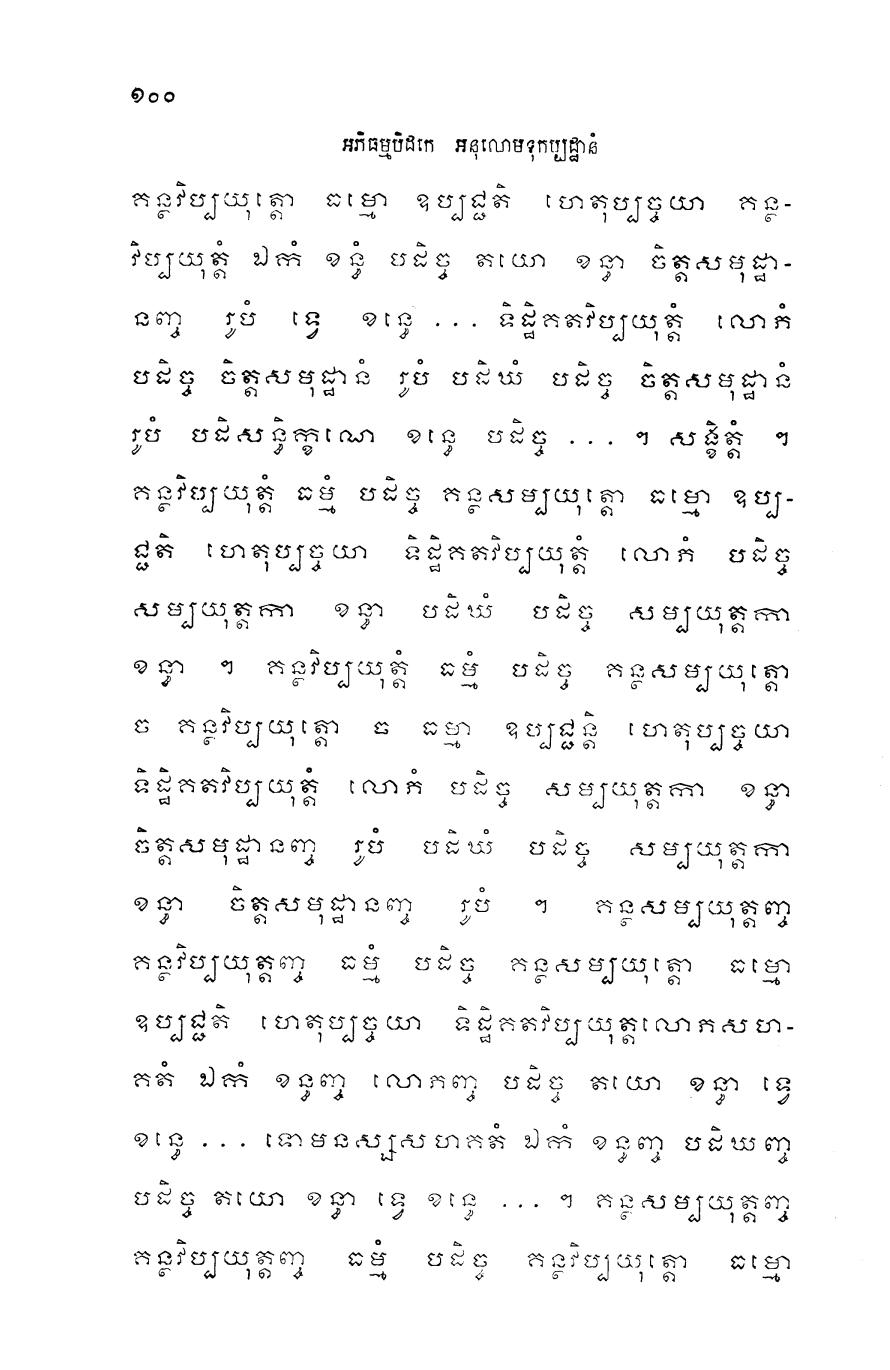 ១០០
អភិធម្មបិដកេ អនុលោមទុកប្បដ្ឋានំ
គន្ថវិប្បយុត្តោ ធម្មោ ឧប្បជ្ជតិ ហេតុប្បច្ចយា គន្ថ-
វិប្បយុត្តំ ឯកំ ខន្ធំ បដិច្ច តយោ ខន្ធា ចិត្តសមុដ្ឋា-
នញ្ច រូបំ ទ្វេ ខន្ធេ ... ទិដ្ឋិគតវិប្បយុត្តំ លោភំ
បដិច្ច ចិត្តសមុដ្ឋានំ រូបំ បដិឃំ បដិច្ច ចិត្តសមុដ្ឋានំ
រូបំ បដិសន្ធិក្ខណេ ខន្ធេ បដិច្ច ... ។ សង្ខិត្តំ ។
គន្ថវិប្បយុត្តំ ធម្មំ បដិច្ច គន្ថសម្បយុត្តោ ធម្មោ ឧប្ប-
ជ្ជតិ ហេតុប្បច្ចយា ទិដ្ឋិគតវិប្បយុត្តំ លោភំ បដិច្ច
សម្បយុត្តកា ខន្ធា បដិឃំ បដិច្ច សម្បយុត្តកា
ខន្ធា ។ គន្ថវិប្បយុត្តំ ធម្មំ បដិច្ច គន្ថសម្បយុត្តោ
ច គន្ថវិប្បយុត្តោ ច ធម្មា ឧប្បជ្ជន្តិ ហេតុប្បច្ចយា
ទិដ្ឋិគតវិប្បយុត្តំ លោភំ បដិច្ច សម្បយុត្តកា ខន្ធា
ចិត្តសមុដ្ឋានញ្ច រូបំ បដិឃំ បដិច្ច សម្បយុត្តកា
ខន្ធា ចិត្តសមុដ្ឋានញ្ច រូបំ ។ គន្ថសម្បយុត្តញ្ច
គន្ថវិប្បយុត្តញ្ច ធម្មំ បដិច្ច គន្ថសម្បយុត្តោ ធម្មោ
ឧប្បជ្ជតិ ហេតុប្បច្ចយា ទិដ្ឋិគតវិប្បយុត្តលោភសហ-
គតំ ឯកំ ខន្ធញ្ច លោភញ្ច បដិច្ច តយោ ខន្ធា ទ្វេ
ខន្ធេ ... ទោមនស្សសហគតំ ឯកំ ខន្ធញ្ច បដិឃញ្ច
បដិច្ច តយោ ខន្ធា ទ្វេ ខន្ធេ ... ។ គន្ថសម្បយុត្តញ្ច
គន្ថវិប្បយុត្តញ្ច ធម្មំ បដិច្ច គន្ថវិប្បយុត្តោ ធម្មោ